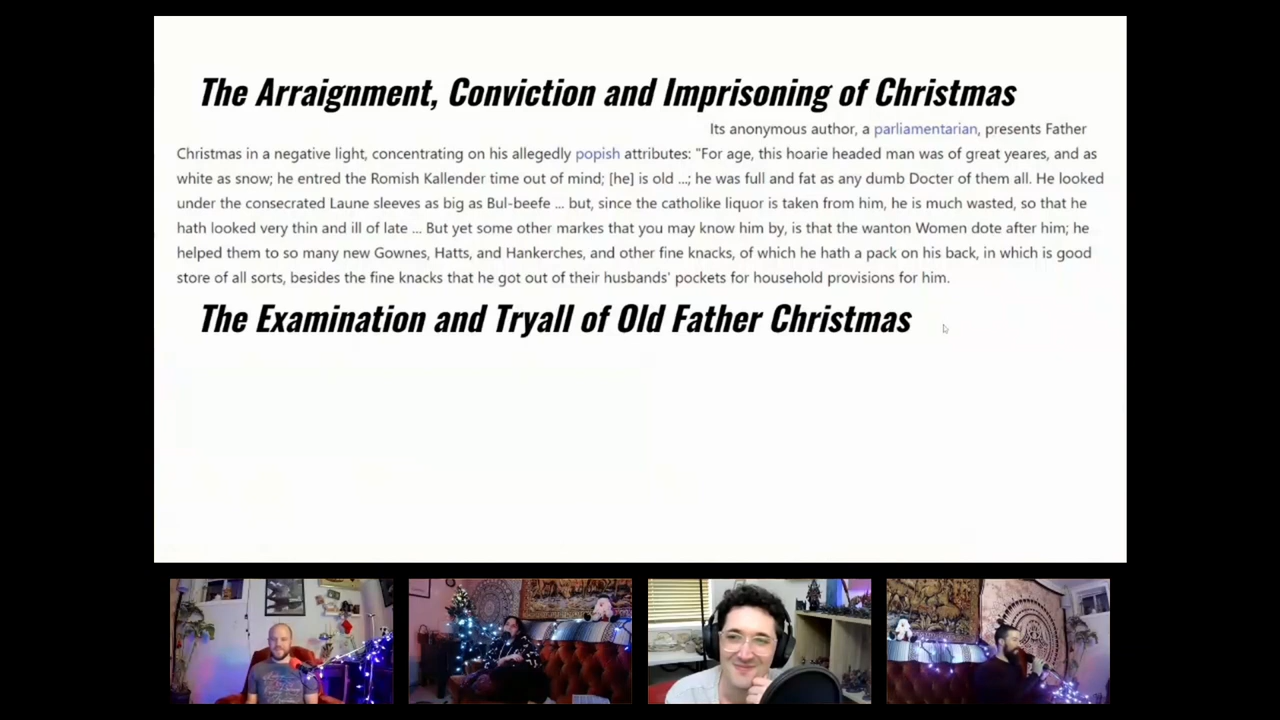 The Arraignment, Conviction and Imprisoning of Christmas
Its anonymous author, a parliamentarian, presents Father
Christmas in a negative light, concentrating on his allegedly popish attributes: "For age, this hoarie headed man was of great yeares, and as
white as snow; he entred the Romish Kallender time out of mind; [he] is old ...; he was full and fat as any dumb Docter of them all. He looked
under the consecrated Laune sleeves as big as Bul-beefe ... but, since the catholike liquor is taken from him, he is much wasted, so that he
hath looked very thin and ill of late ... But yet some other markes that you may know him by, is that the wanton Women dote after him; he
helped them to so many new Gownes, Hatts, and Hankerches, and other fine knacks, of which he hath a pack on his back, in which is good
store of all sorts, besides the fine knacks that he got out of their husbands' pockets for household provisions for him.
The Examination and Tryall of Old Father Christmas